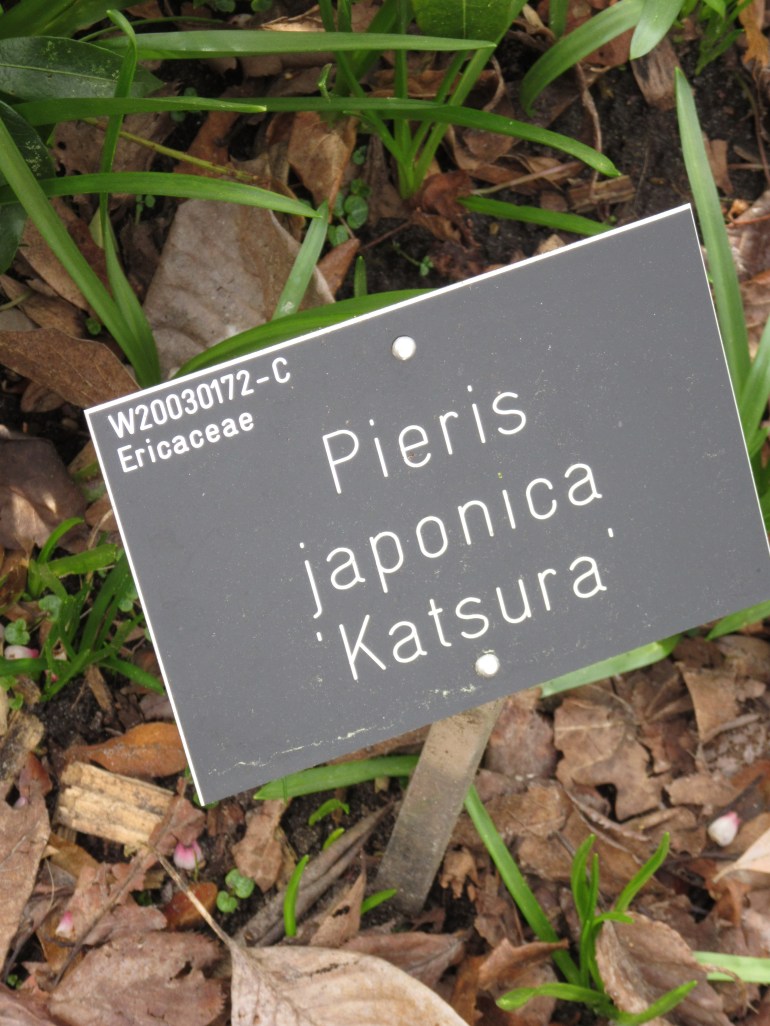 W20030172-C
Ericaceae
Pieris
japonica
'Katsura'